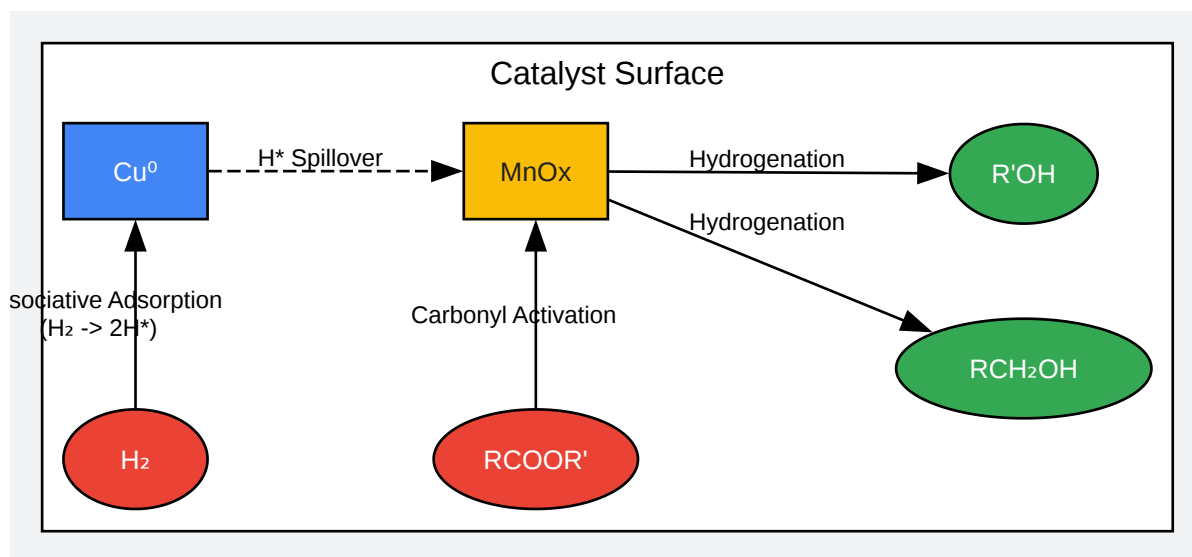 Catalyst Surface
Cu⁰
H* Spillover
MnOx
Hydrogenation
R'OH
Hydrogenation
sociative Adsorption
(H₂ -> 2H*)
Carbonyl Activation
RCH₂OH
H₂
RCOOR'